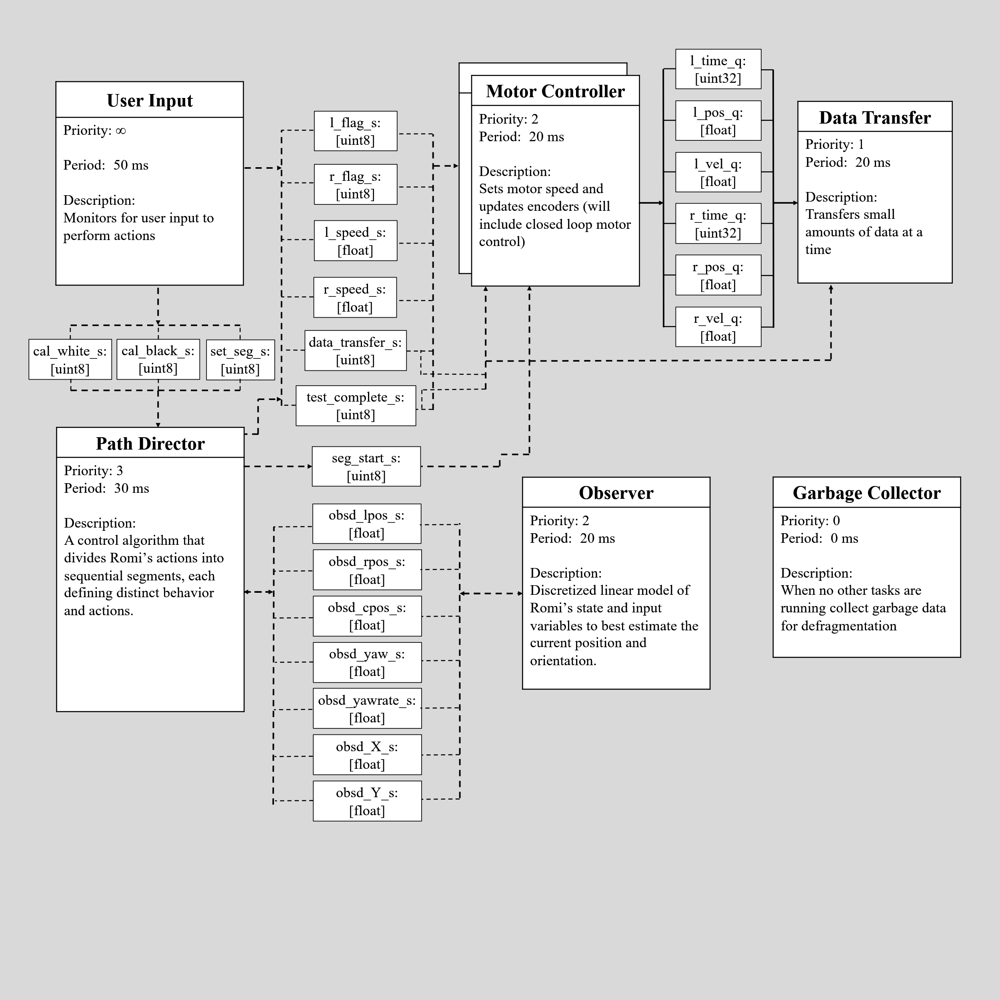 User Input
Priority: ∞
Period:  50 ms
Description:
Monitors for user input to
perform actions
l_flag_s:
[uint8]
r_flag_s:
[uint8]
l_speed_s:
[float]
r_speed_s:
[float]
data_transfer_s:
[uint8]
test_complete_s:
[uint8]
Motor Controller
Priority: 2
Period:  20 ms
Description:
Sets motor speed and
updates encoders (will
include closed loop motor
control)
l_time_q:
[uint32]
l_pos_q:
[float]
l_vel_q:
[float]
r_time_q:
[uint32]
r_pos_q:
[float]
r_vel_q:
[float]
Data Transfer
Priority: 1
Period:  20 ms
Description:
Transfers small
amounts of data at a
time
cal_white_s:
[uint8]
cal_black_s:
[uint8]
set_seg_s:
[uint8]
Path Director
Priority: 3
Period:  30 ms
Description:
A control algorithm that
divides Romi’s actions into
sequential segments, each
defining distinct behavior
and actions.
seg_start_s:
[uint8]
obsd_lpos_s:
[float]
obsd_rpos_s:
[float]
obsd_cpos_s:
[float]
obsd_yaw_s:
[float]
obsd_yawrate_s:
[float]
obsd_X_s:
[float]
obsd_Y_s:
[float]
Observer
Priority: 2
Period:  20 ms
Description:
Discretized linear model of
Romi’s state and input
variables to best estimate the
current position and
orientation.
Garbage Collector
Priority: 0
Period:  0 ms
Description:
When no other tasks are
running collect garbage data
for defragmentation